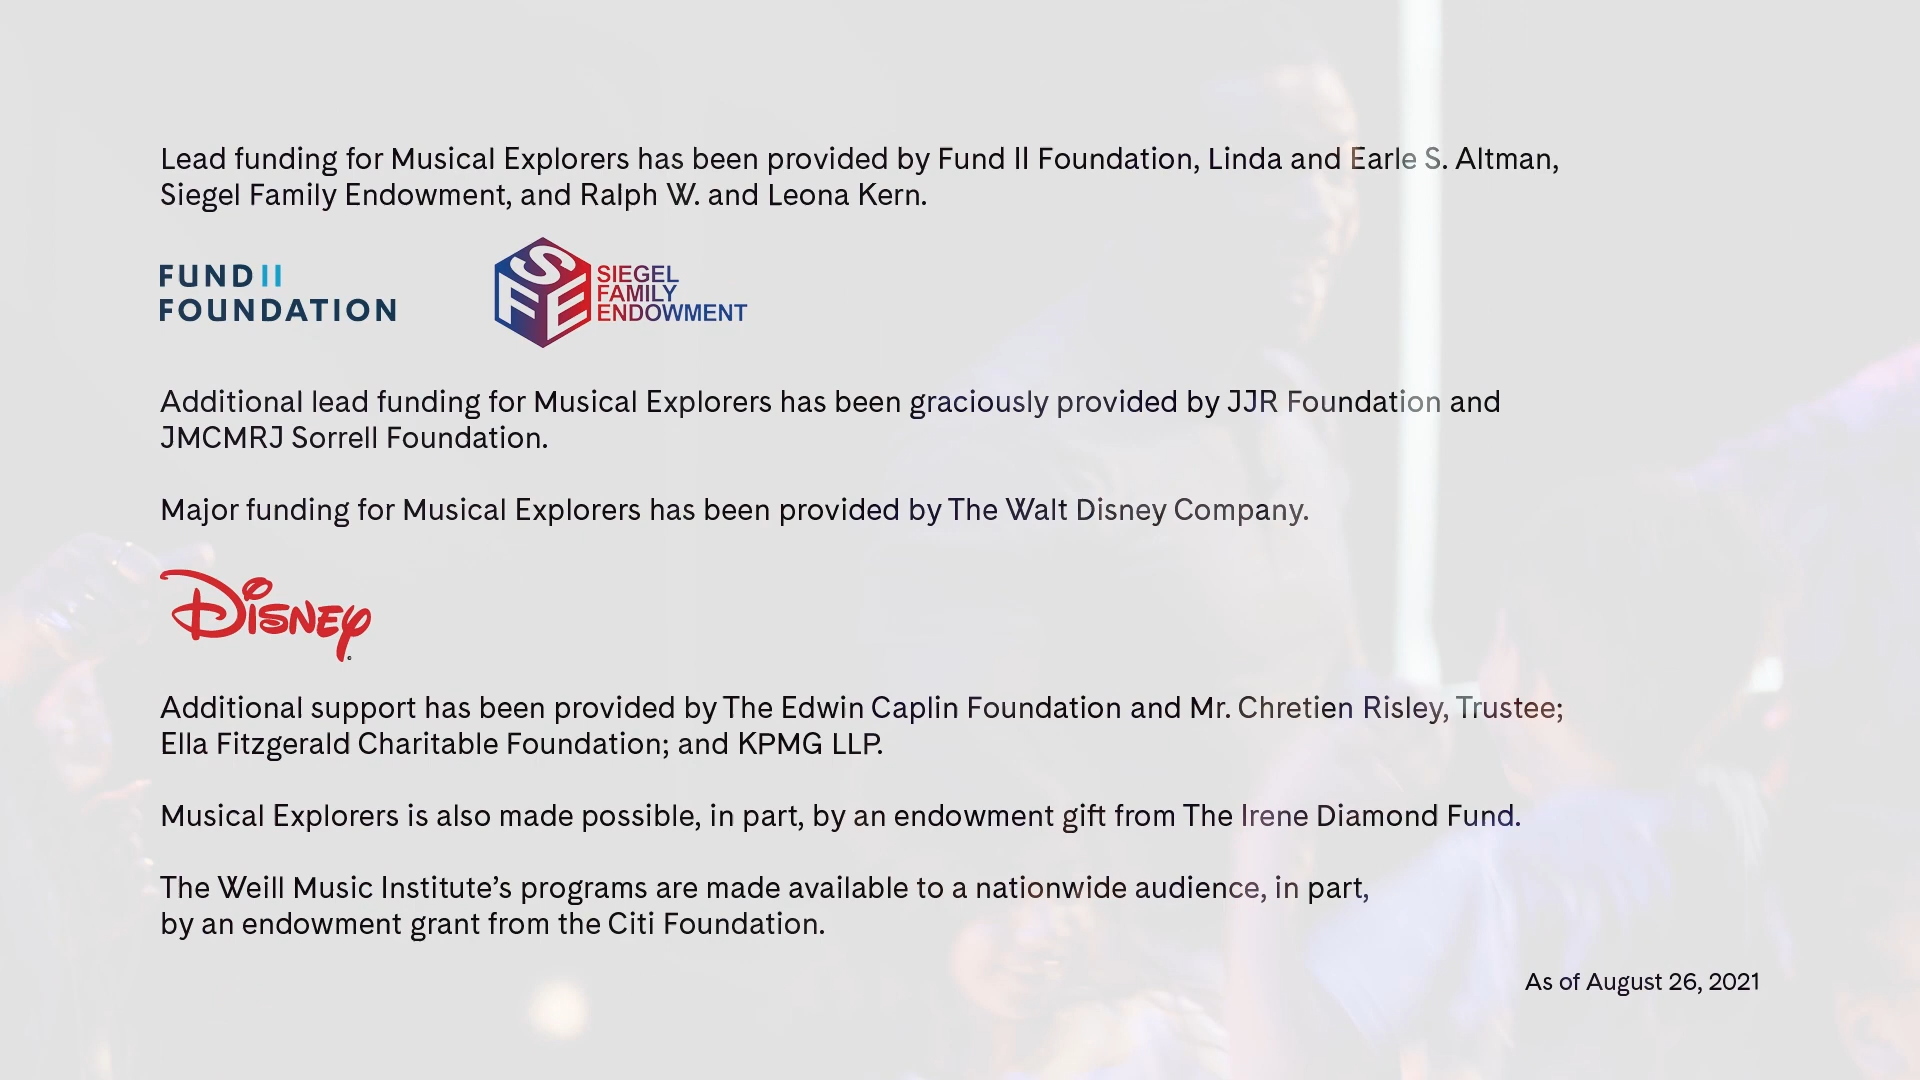 Lead funding for Musical Explorers has been provided by Fund II Foundation, Linda and Earle S. Altman,
Siegel Family Endowment, and Ralph W. and Leona Kern.
FUND II
FOUNDATION
SFE
SIEGEL
FAMILY
ENDOWMENT
Additional lead funding for Musical Explorers has been graciously provided by JJR Foundation and
JMCMRJ Sorrell Foundation.
Major funding for Musical Explorers has been provided by The Walt Disney Company.
Disney
Additional support has been provided by The Edwin Caplin Foundation and Mr. Chretien Risley, Trustee;
Ella Fitzgerald Charitable Foundation; and KPMG LLP.
Musical Explorers is also made possible, in part, by an endowment gift from The Irene Diamond Fund.
The Weill Music Institute’s programs are made available to a nationwide audience, in part,
by an endowment grant from the Citi Foundation.
As of August 26, 2021